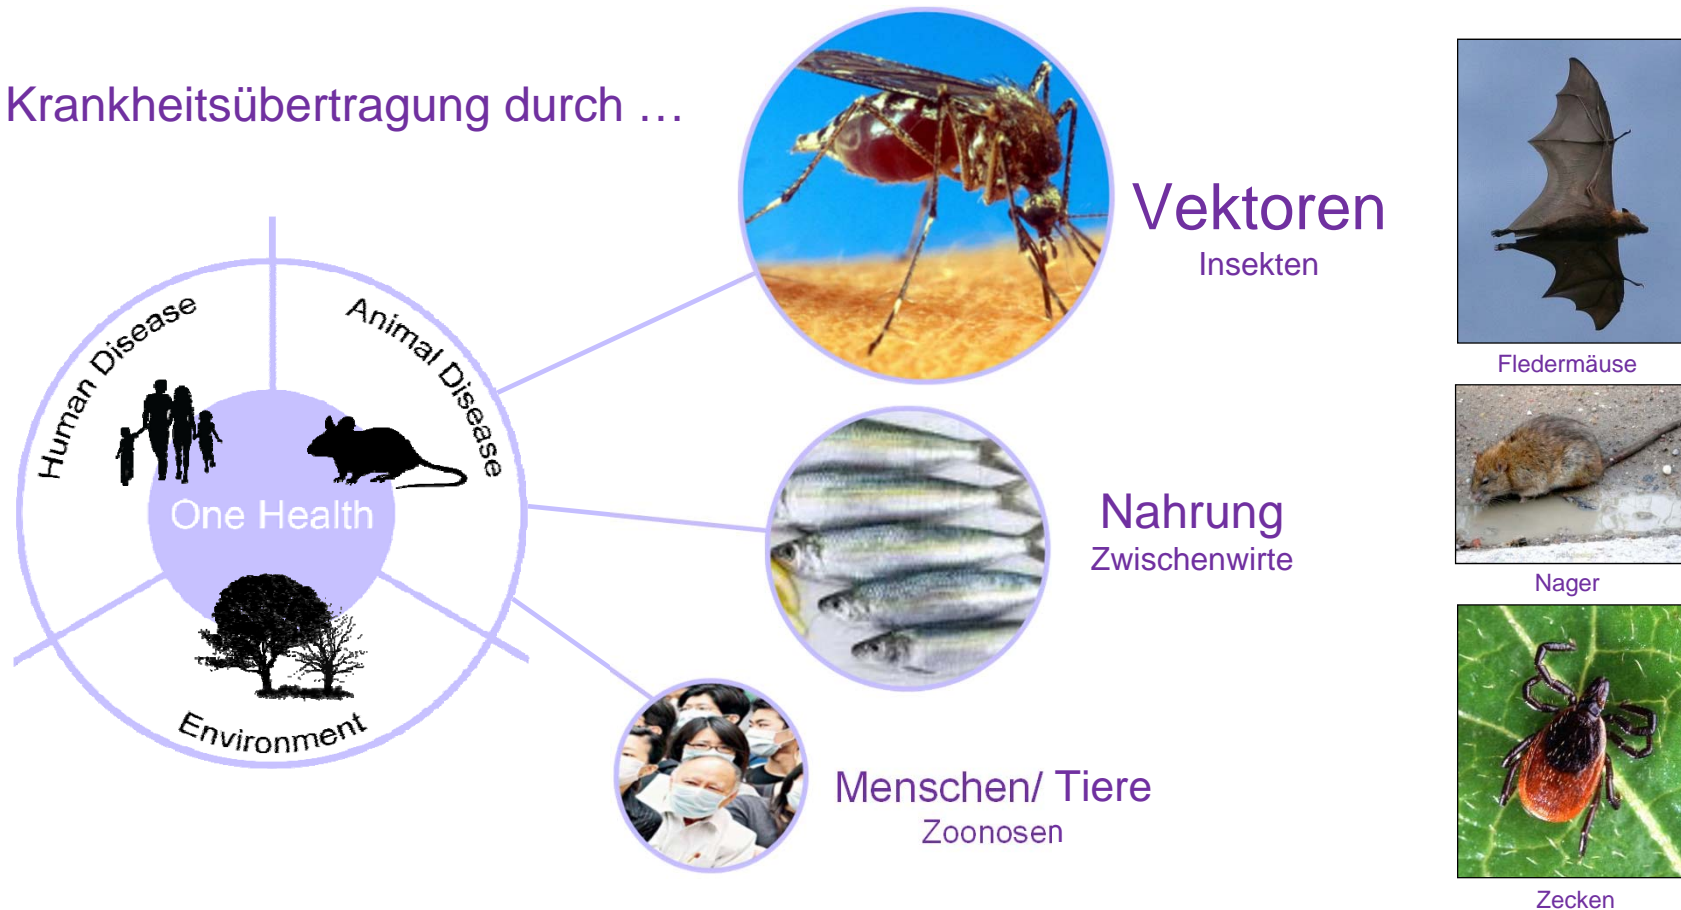 Krankheitsübertragung durch …
Vektoren
Insekten
Human Disease
Animal Disease
One Health
Environment
Nahrung
Zwischenwirte
Menschen/ Tiere
Zoonosen
Fledermäuse
Nager
Zecken